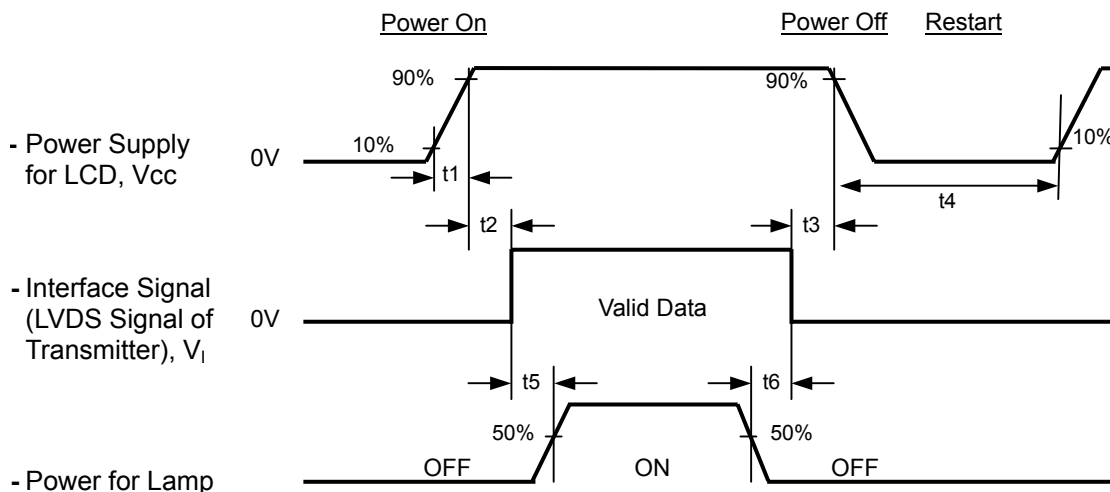 Power On
Power Off
Restart
90%
90%
- Power Supply
for LCD, Vcc
0V
10%
10%
t1
t4
t2
t3
- Interface Signal
(LVDS Signal of
Transmitter), VI
0V
Valid Data
t5
t6
50%
50%
- Power for Lamp
OFF
ON
OFF